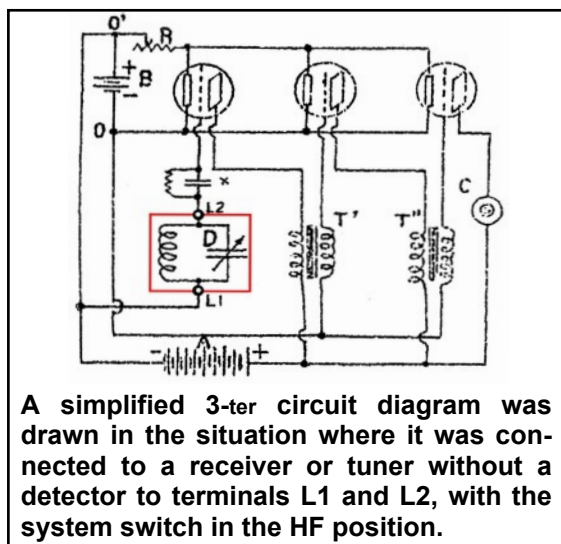 O'
R
+
B
-
O
x
L2
D
L1
T'
T"
C
A
- +
A simplified 3-ter circuit diagram was
drawn in the situation where it was con-
nected to a receiver or tuner without a
detector to terminals L1 and L2, with the
system switch in the HF position.